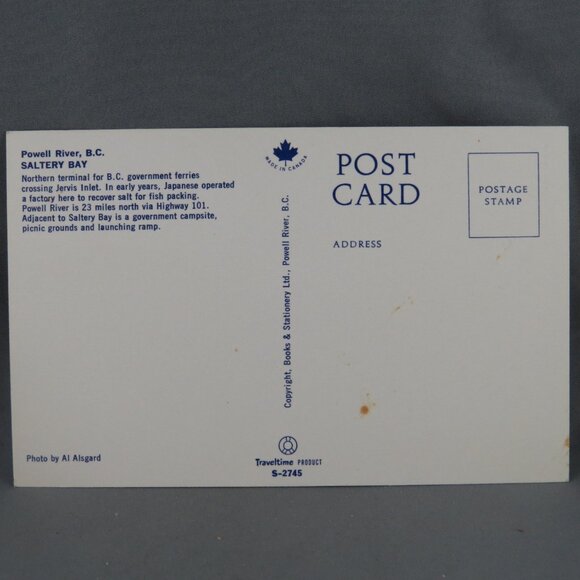 Powell River, B.C.
SALTERY BAY
Northern terminal for B.C. government ferries
crossing Jervis Inlet. In early years, Japanese operated
a factory here to recover salt for fish packing.
Powell River is 23 miles north via Highway 101.
Adjacent to Saltery Bay is a government campsite,
picnic grounds and launching ramp.
Photo by Al Alsgard
MADE IN CANADA
Copyright, Books & Stationery Ltd., Powell River, B.C.
Traveltime PRODUCT
S-2745
POST
CARD
ADDRESS
POSTAGE
STAMP